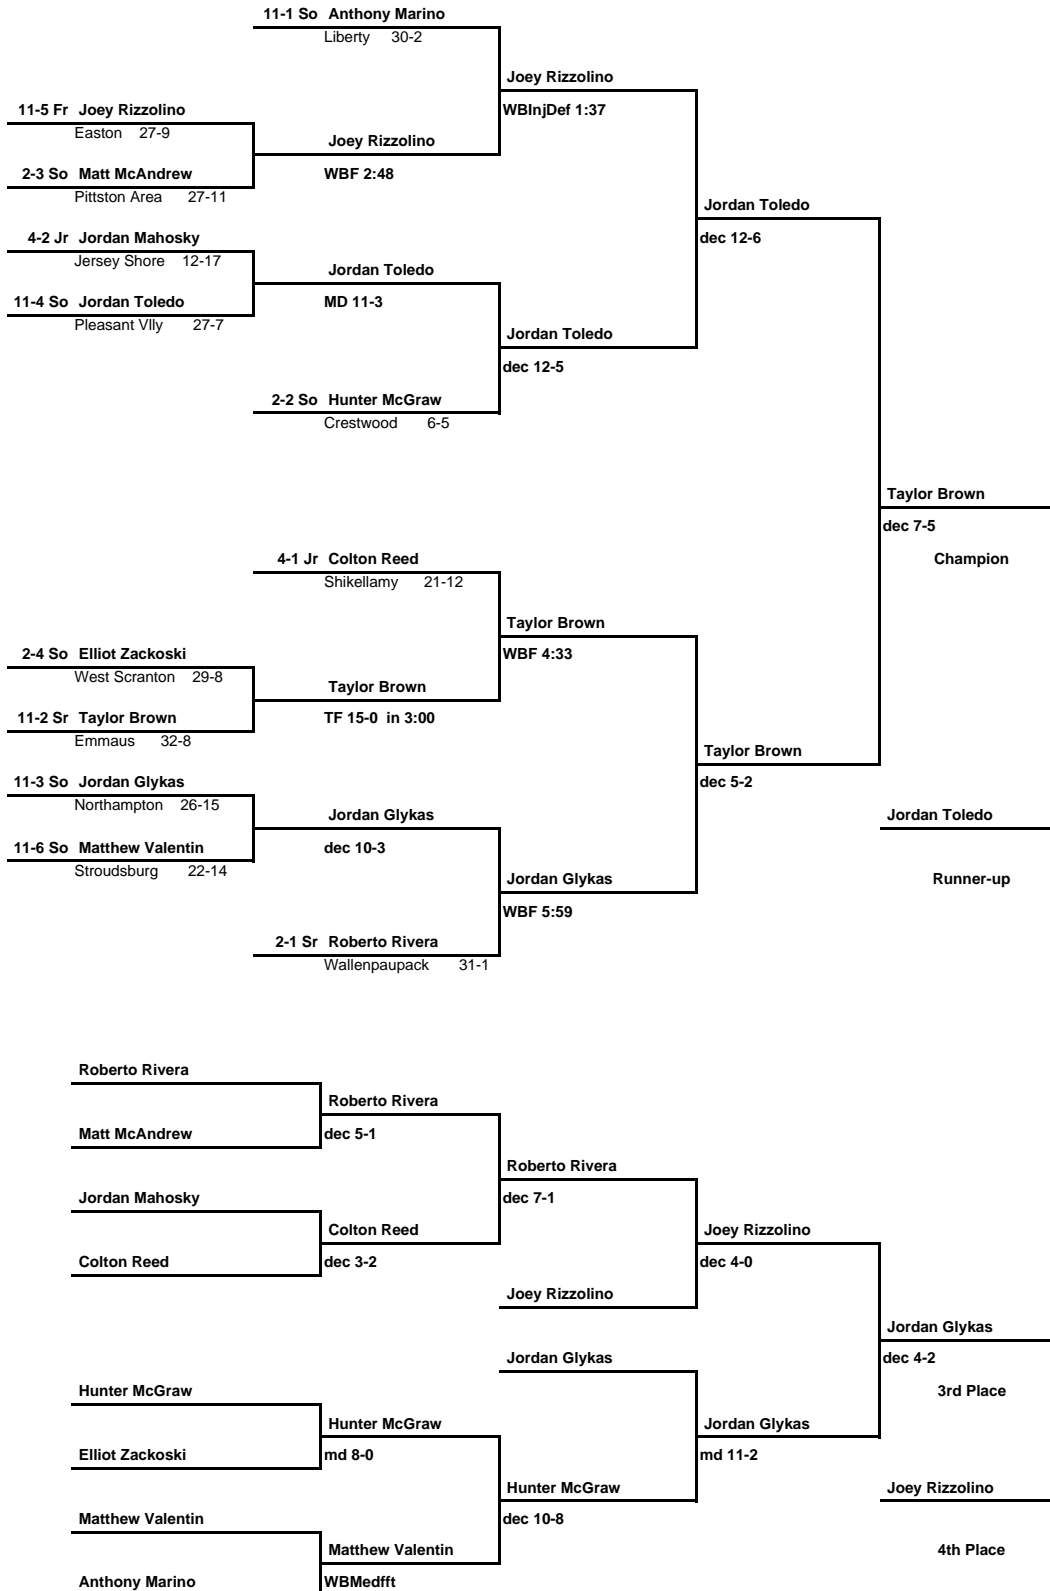 11-1 So Anthony Marino
Liberty 30-2
Joey Rizzolino
11-5 Fr Joey Rizzolino
WBInjDef 1:37
Easton 27-9
Joey Rizzolino
2-3 So Matt McAndrew
WBF 2:48
Pittston Area 27-11
Jordan Toledo
4-2 Jr Jordan Mahosky
dec 12-6
Jersey Shore 12-17
Jordan Toledo
11-4 So Jordan Toledo
MD 11-3
Pleasant Vlly 27-7
Jordan Toledo
dec 12-5
2-2 So Hunter McGraw
Crestwood 6-5
Taylor Brown
dec 7-5
4-1 Jr Colton Reed
Champion
Shikellamy 21-12
Taylor Brown
2-4 So Elliot Zackoski
WBF 4:33
West Scranton 29-8
Taylor Brown
11-2 Sr Taylor Brown
TF 15-0 in 3:00
Emmaus 32-8
Taylor Brown
11-3 So Jordan Glykas
dec 5-2
Northampton 26-15
Jordan Glykas
Jordan Toledo
11-6 So Matthew Valentin
dec 10-3
Stroudsburg 22-14
Jordan Glykas
Runner-up
WBF 5:59
2-1 Sr Roberto Rivera
Wallenpaupack 31-1
Roberto Rivera
Roberto Rivera
Matt McAndrew
dec 5-1
Roberto Rivera
Jordan Mahosky
dec 7-1
Colton Reed
Joey Rizzolino
Colton Reed
dec 3-2
dec 4-0
Joey Rizzolino
Jordan Glykas
Jordan Glykas
dec 4-2
Hunter McGraw
3rd Place
Hunter McGraw
Jordan Glykas
Elliot Zackoski
md 8-0
md 11-2
Hunter McGraw
Joey Rizzolino
Matthew Valentin
dec 10-8
Matthew Valentin
4th Place
Anthony Marino
WBMedfft